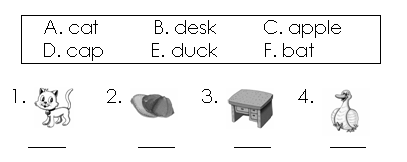 A. cat B. desk C. apple
D. cap E. duck F. bat
1. 2. 3. 4.